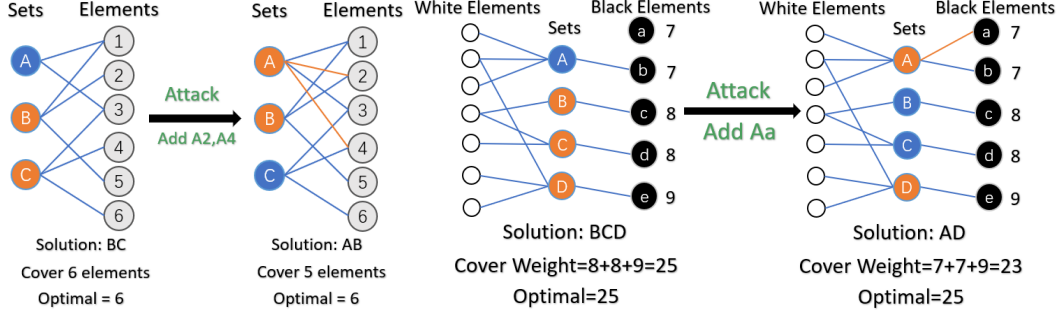 Sets Elements
A
B
C
1
2
3
4
5
6
Attack
Add A2,A4
Sets Elements
A
B
C
1
2
3
4
5
6
Solution: BC
Cover 6 elements
Optimal = 6
Solution: AB
Cover 5 elements
Optimal = 6
White Elements
Sets
Black Elements
A
B
C
D
a 7
b 7
c 8
d 8
e 9
Solution: BCD
Cover Weight=8+8+9=25
Optimal=25
Attack
Add Aa
White Elements
Sets
Black Elements
A
B
C
D
a 7
b 7
c 8
d 8
e 9
Solution: AD
Cover Weight=7+7+9=23
Optimal=25